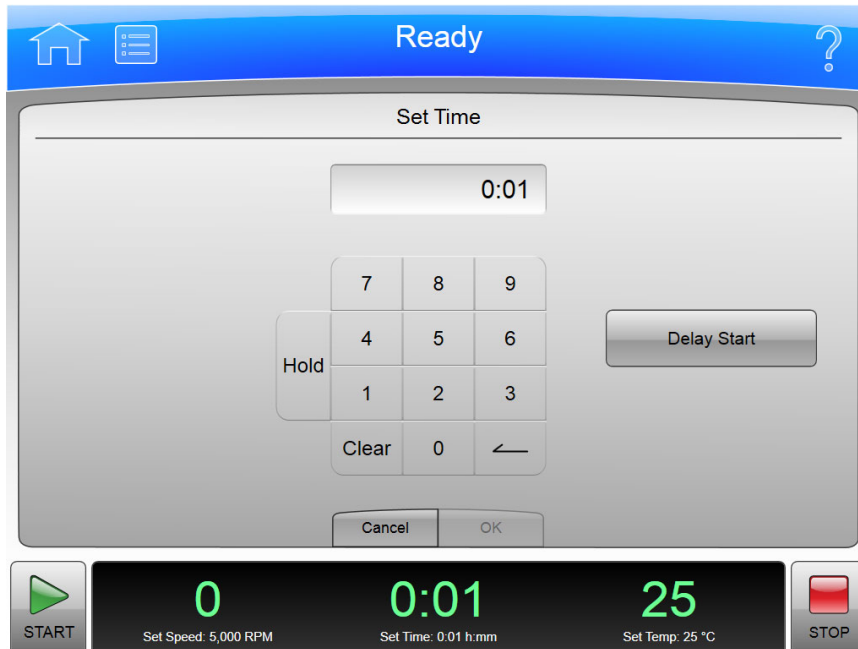 Ready
Set Time
0:01
7 8 9
4 5 6
Hold
1 2 3
Clear 0
Delay Start
Cancel OK
START
0 0:01 25
Set Speed: 5,000 RPM Set Time: 0:01 h:mm Set Temp: 25 °C
STOP